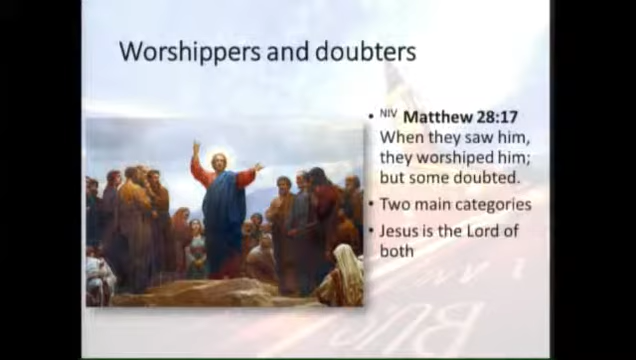 Worshippers and doubters
• NIV Matthew 28:17
When they saw him,
they worshiped him;
but some doubted.
• Two main categories
• Jesus is the Lord of
both